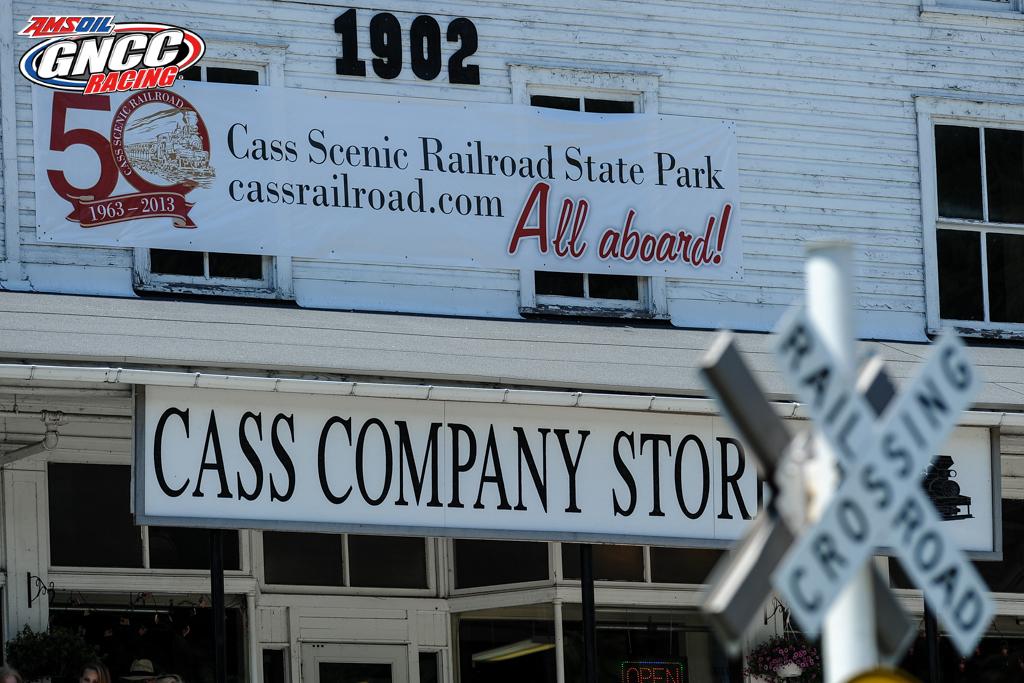 AMSOIL
GNCC
RACING
1902
50
CASS SCENIC RAILROAD
1963 – 2013
Cass Scenic Railroad State Park
cassrailroad.com
All aboard!
CASS COMPANY STOR
RAILROAD
CROSSING
OPEN